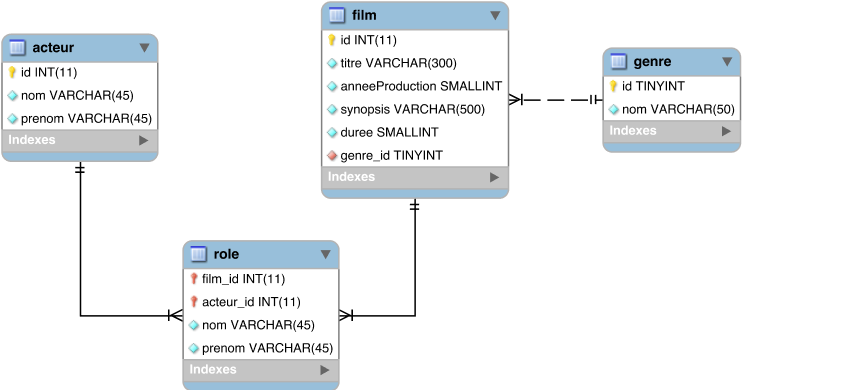 acteur
id INT(11)
nom VARCHAR(45)
prenom VARCHAR(45)
Indexes
film
id INT(11)
titre VARCHAR(300)
anneeProduction SMALLINT
synopsis VARCHAR(500)
duree SMALLINT
genre_id TINYINT
Indexes
genre
id TINYINT
nom VARCHAR(50)
Indexes
role
film_id INT(11)
acteur_id INT(11)
nom VARCHAR(45)
prenom VARCHAR(45)
Indexes